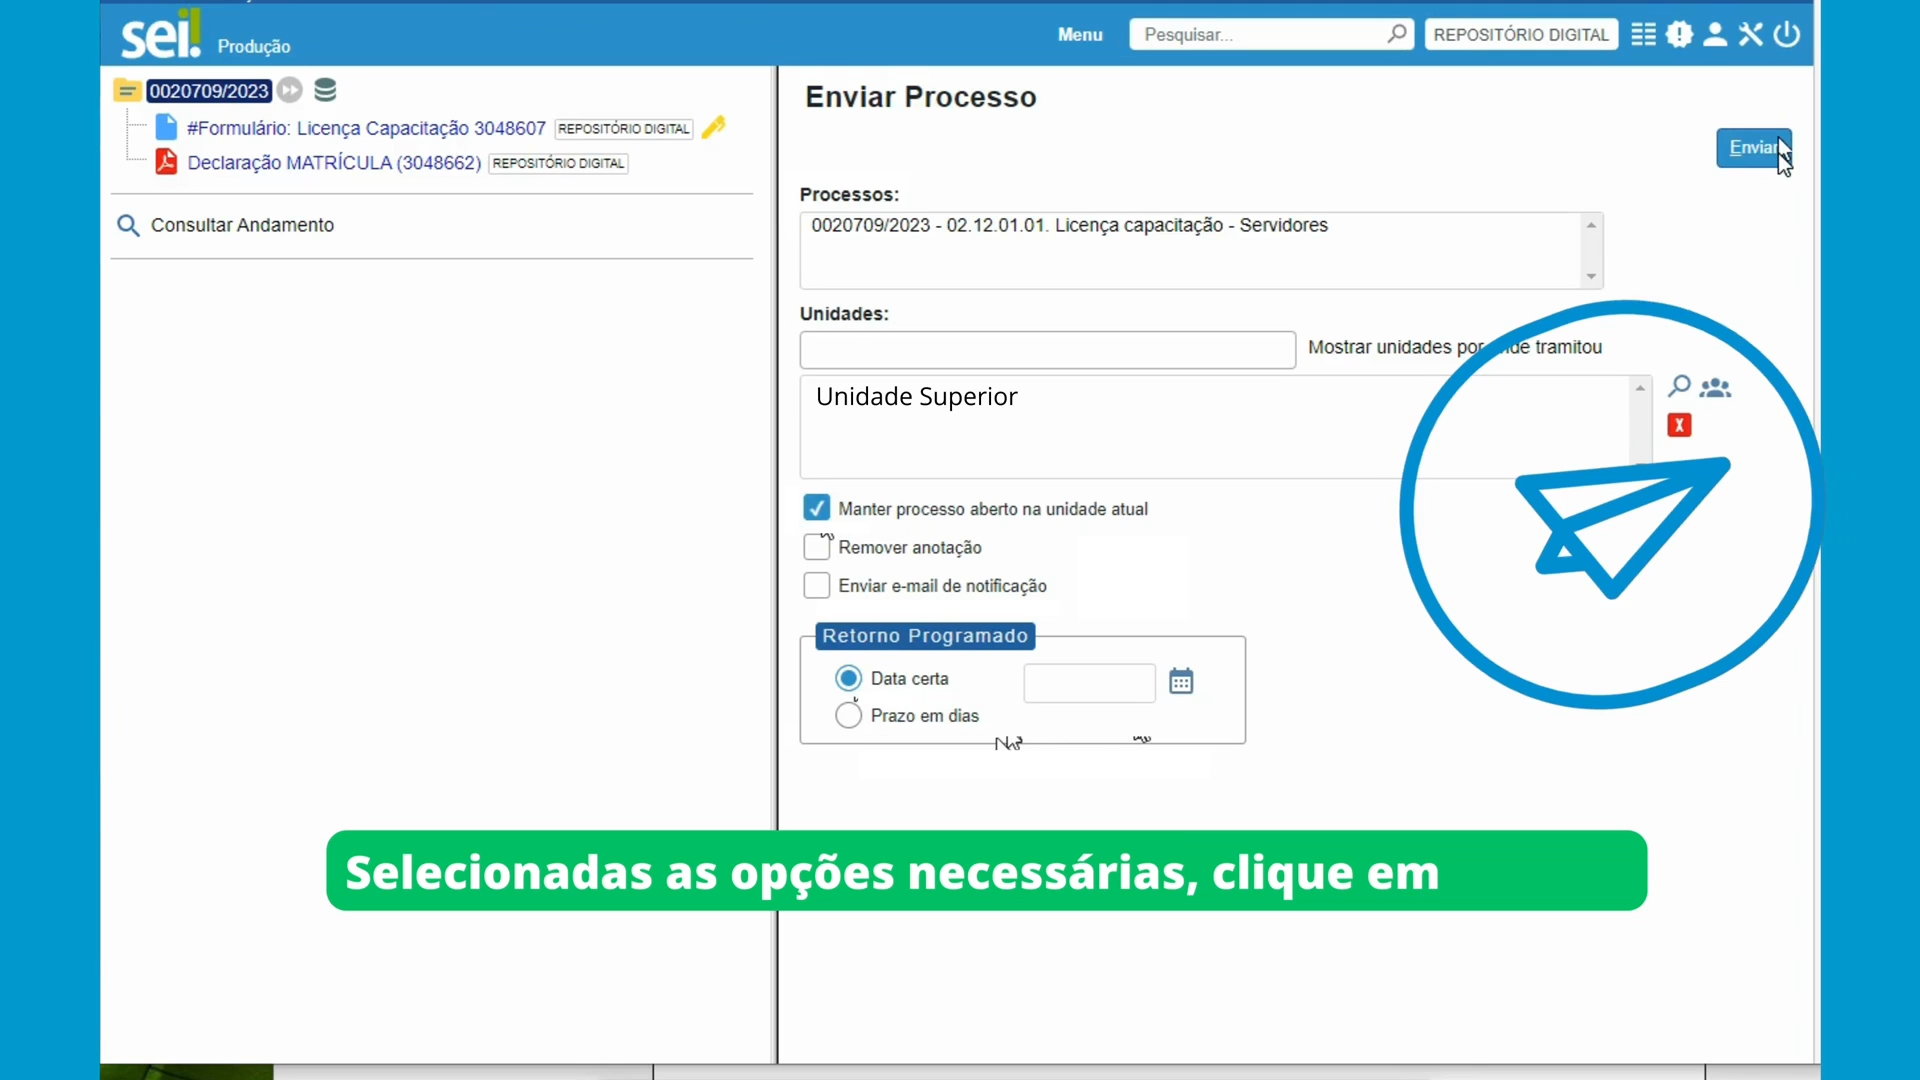 sei!
Produção
Menu
Pesquisar...
REPOSITÓRIO DIGITAL
0020709/2023
#Formulário: Licença Capacitação 3048607
REPOSITÓRIO DIGITAL
Declaração MATRÍCULA (3048662)
REPOSITÓRIO DIGITAL
Consultar Andamento
Enviar Processo
Enviar
Processos:
0020709/2023 - 02.12.01.01. Licença capacitação - Servidores
Unidades:
Mostrar unidades por onde tramitou
Unidade Superior
Manter processo aberto na unidade atual
Remover anotação
Enviar e-mail de notificação
Retorno Programado
Data certa
Prazo em dias
Selecionadas as opções necessárias, clique em